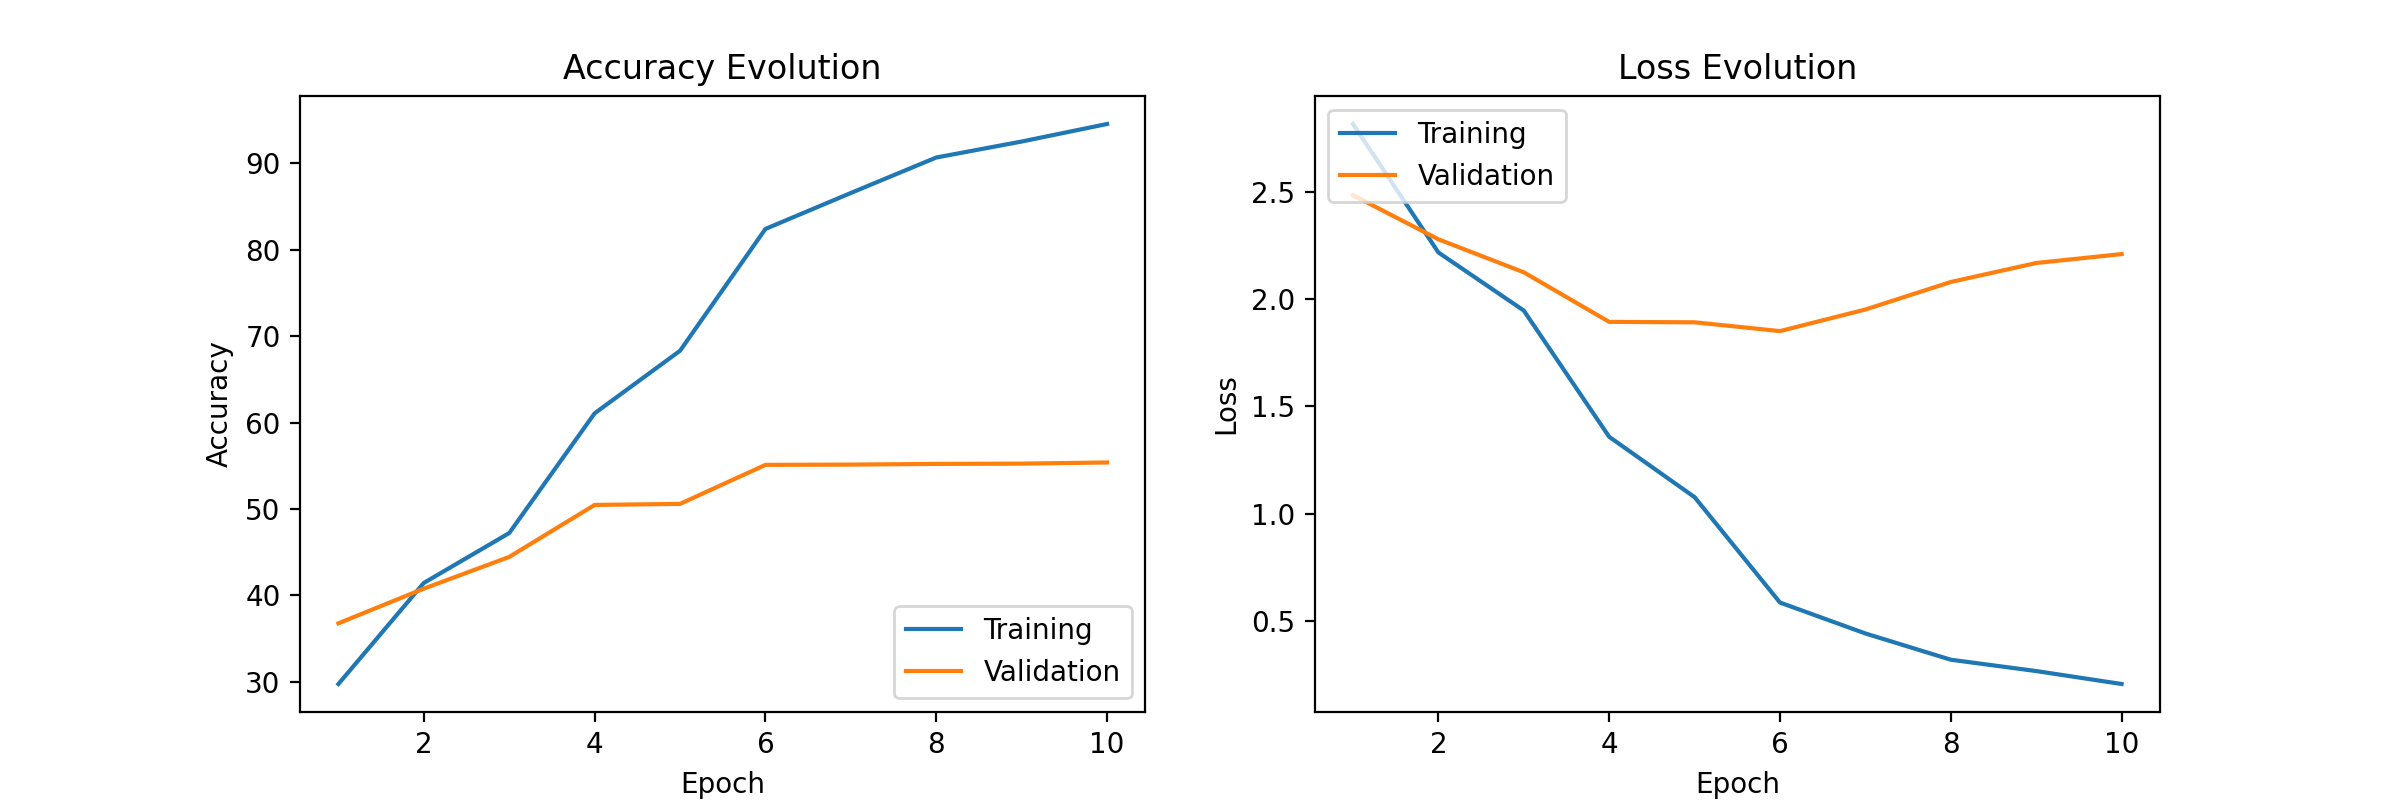 Accuracy Evolution
Accuracy
90
80
70
60
50
40
30
2 4 6 8 10
Epoch
Training
Validation
Loss Evolution
Loss
2.5
2.0
1.5
1.0
0.5
2 4 6 8 10
Epoch
Training
Validation